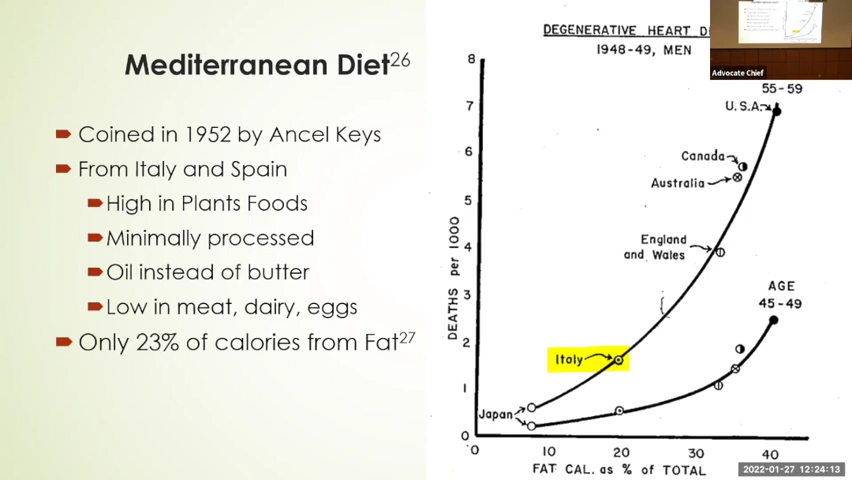 Mediterranean Diet26
Coined in 1952 by Ancel Keys
From Italy and Spain
High in Plants Foods
Minimally processed
Oil instead of butter
Low in meat, dairy, eggs
Only 23% of calories from Fat27
DEGENERATIVE HEART
1948-49, MEN
Advocate Chief
8
7
6
5
4
3
2
1
0
DEATHS per 1000
55-59
U.S.A.
Canada
Australia
England
and Wales
AGE
45-49
Italy
Japan
0 10 20 30 40
FAT CAL. as % of TOTAL
2022-01-27 12:24:13